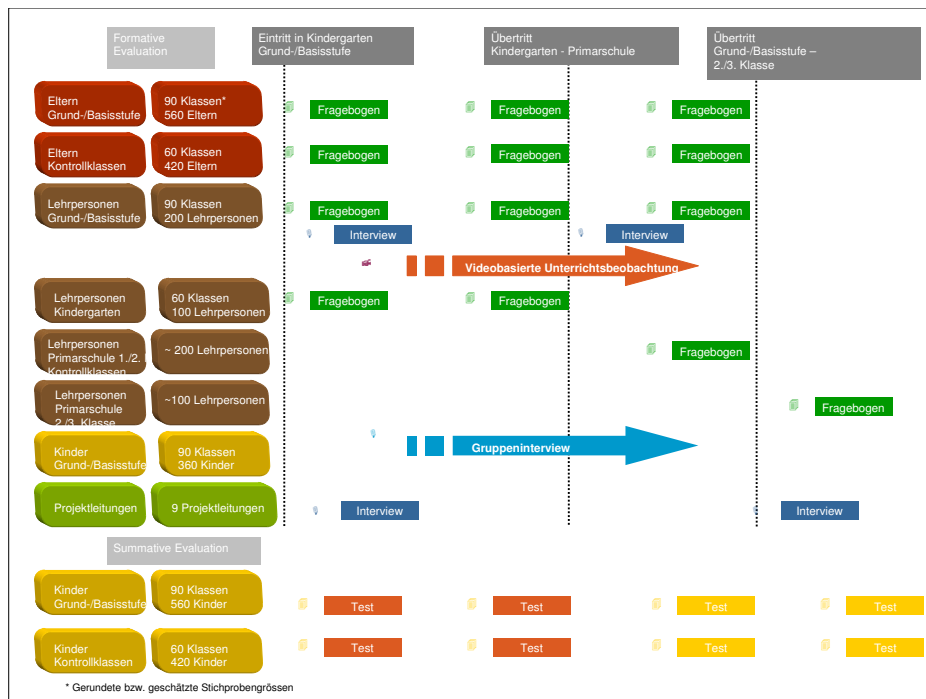 Formative
Evaluation
Eintritt in Kindergarten
Grund-/Basisstufe
Übertritt
Kindergarten - Primarschule
Übertritt
Grund-/Basisstufe –
2./3. Klasse
Eltern
Grund-/Basisstufe
90 Klassen*
560 Eltern
Fragebogen
Fragebogen
Fragebogen
Eltern
Kontrollklassen
60 Klassen
420 Eltern
Fragebogen
Fragebogen
Fragebogen
Lehrpersonen
Grund-/Basisstufe
90 Klassen
200 Lehrpersonen
Fragebogen
Fragebogen
Fragebogen
Interview
Interview
Videobasierte Unterrichtsbeobachtung
Lehrpersonen
Kindergarten
60 Klassen
100 Lehrpersonen
Fragebogen
Fragebogen
Lehrpersonen
Primarschule 1./2.
Kontrollklassen
~ 200 Lehrpersonen
Fragebogen
Lehrpersonen
Primarschule
2./3. Klasse
~100 Lehrpersonen
Fragebogen
Gruppeninterview
Kinder
Grund-/Basisstufe
90 Klassen
360 Kinder
Projektleitungen
9 Projektleitungen
Interview
Interview
Summative Evaluation
Kinder
Grund-/Basisstufe
90 Klassen
560 Kinder
Test
Test
Test
Test
Kinder
Kontrollklassen
60 Klassen
420 Kinder
Test
Test
Test
Test
* Gerundete bzw. geschätzte Stichprobengrössen